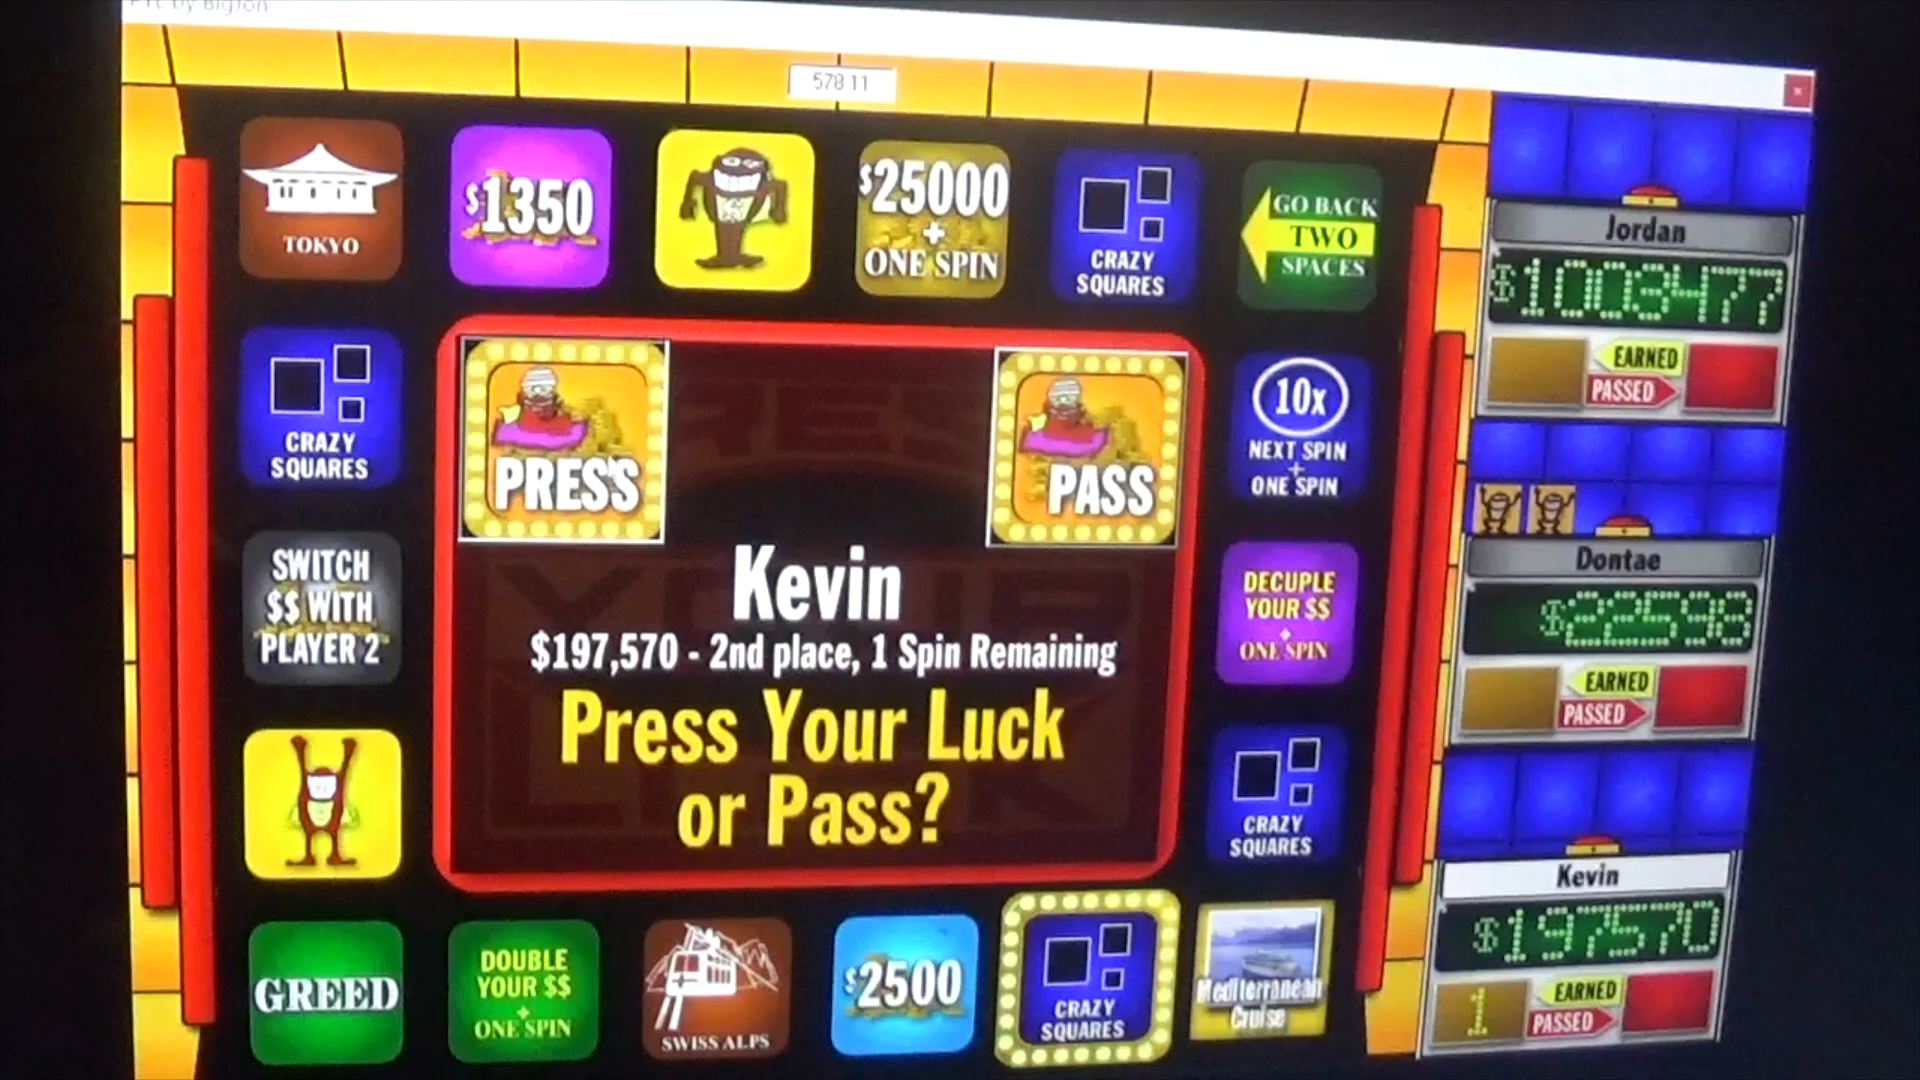 PYL by BigJon
578 11
TOKYO
$1350
$25000
+
ONE SPIN
CRAZY
SQUARES
GO BACK
TWO
SPACES
CRAZY
SQUARES
10x
NEXT SPIN
+
ONE SPIN
SWITCH
$$ WITH
PLAYER 2
DECUPLE
YOUR $$
+
ONE SPIN
CRAZY
SQUARES
GREED
DOUBLE
YOUR $$
+
ONE SPIN
SWISS ALPS
$2500
CRAZY
SQUARES
Mediterranean
Cruise
PRESS
PASS
Kevin
$197,570 - 2nd place, 1 Spin Remaining
Press Your Luck
or Pass?
Jordan
$1003477
EARNED
PASSED
Dontae
$22598
EARNED
PASSED
Kevin
$197570
1
EARNED
PASSED